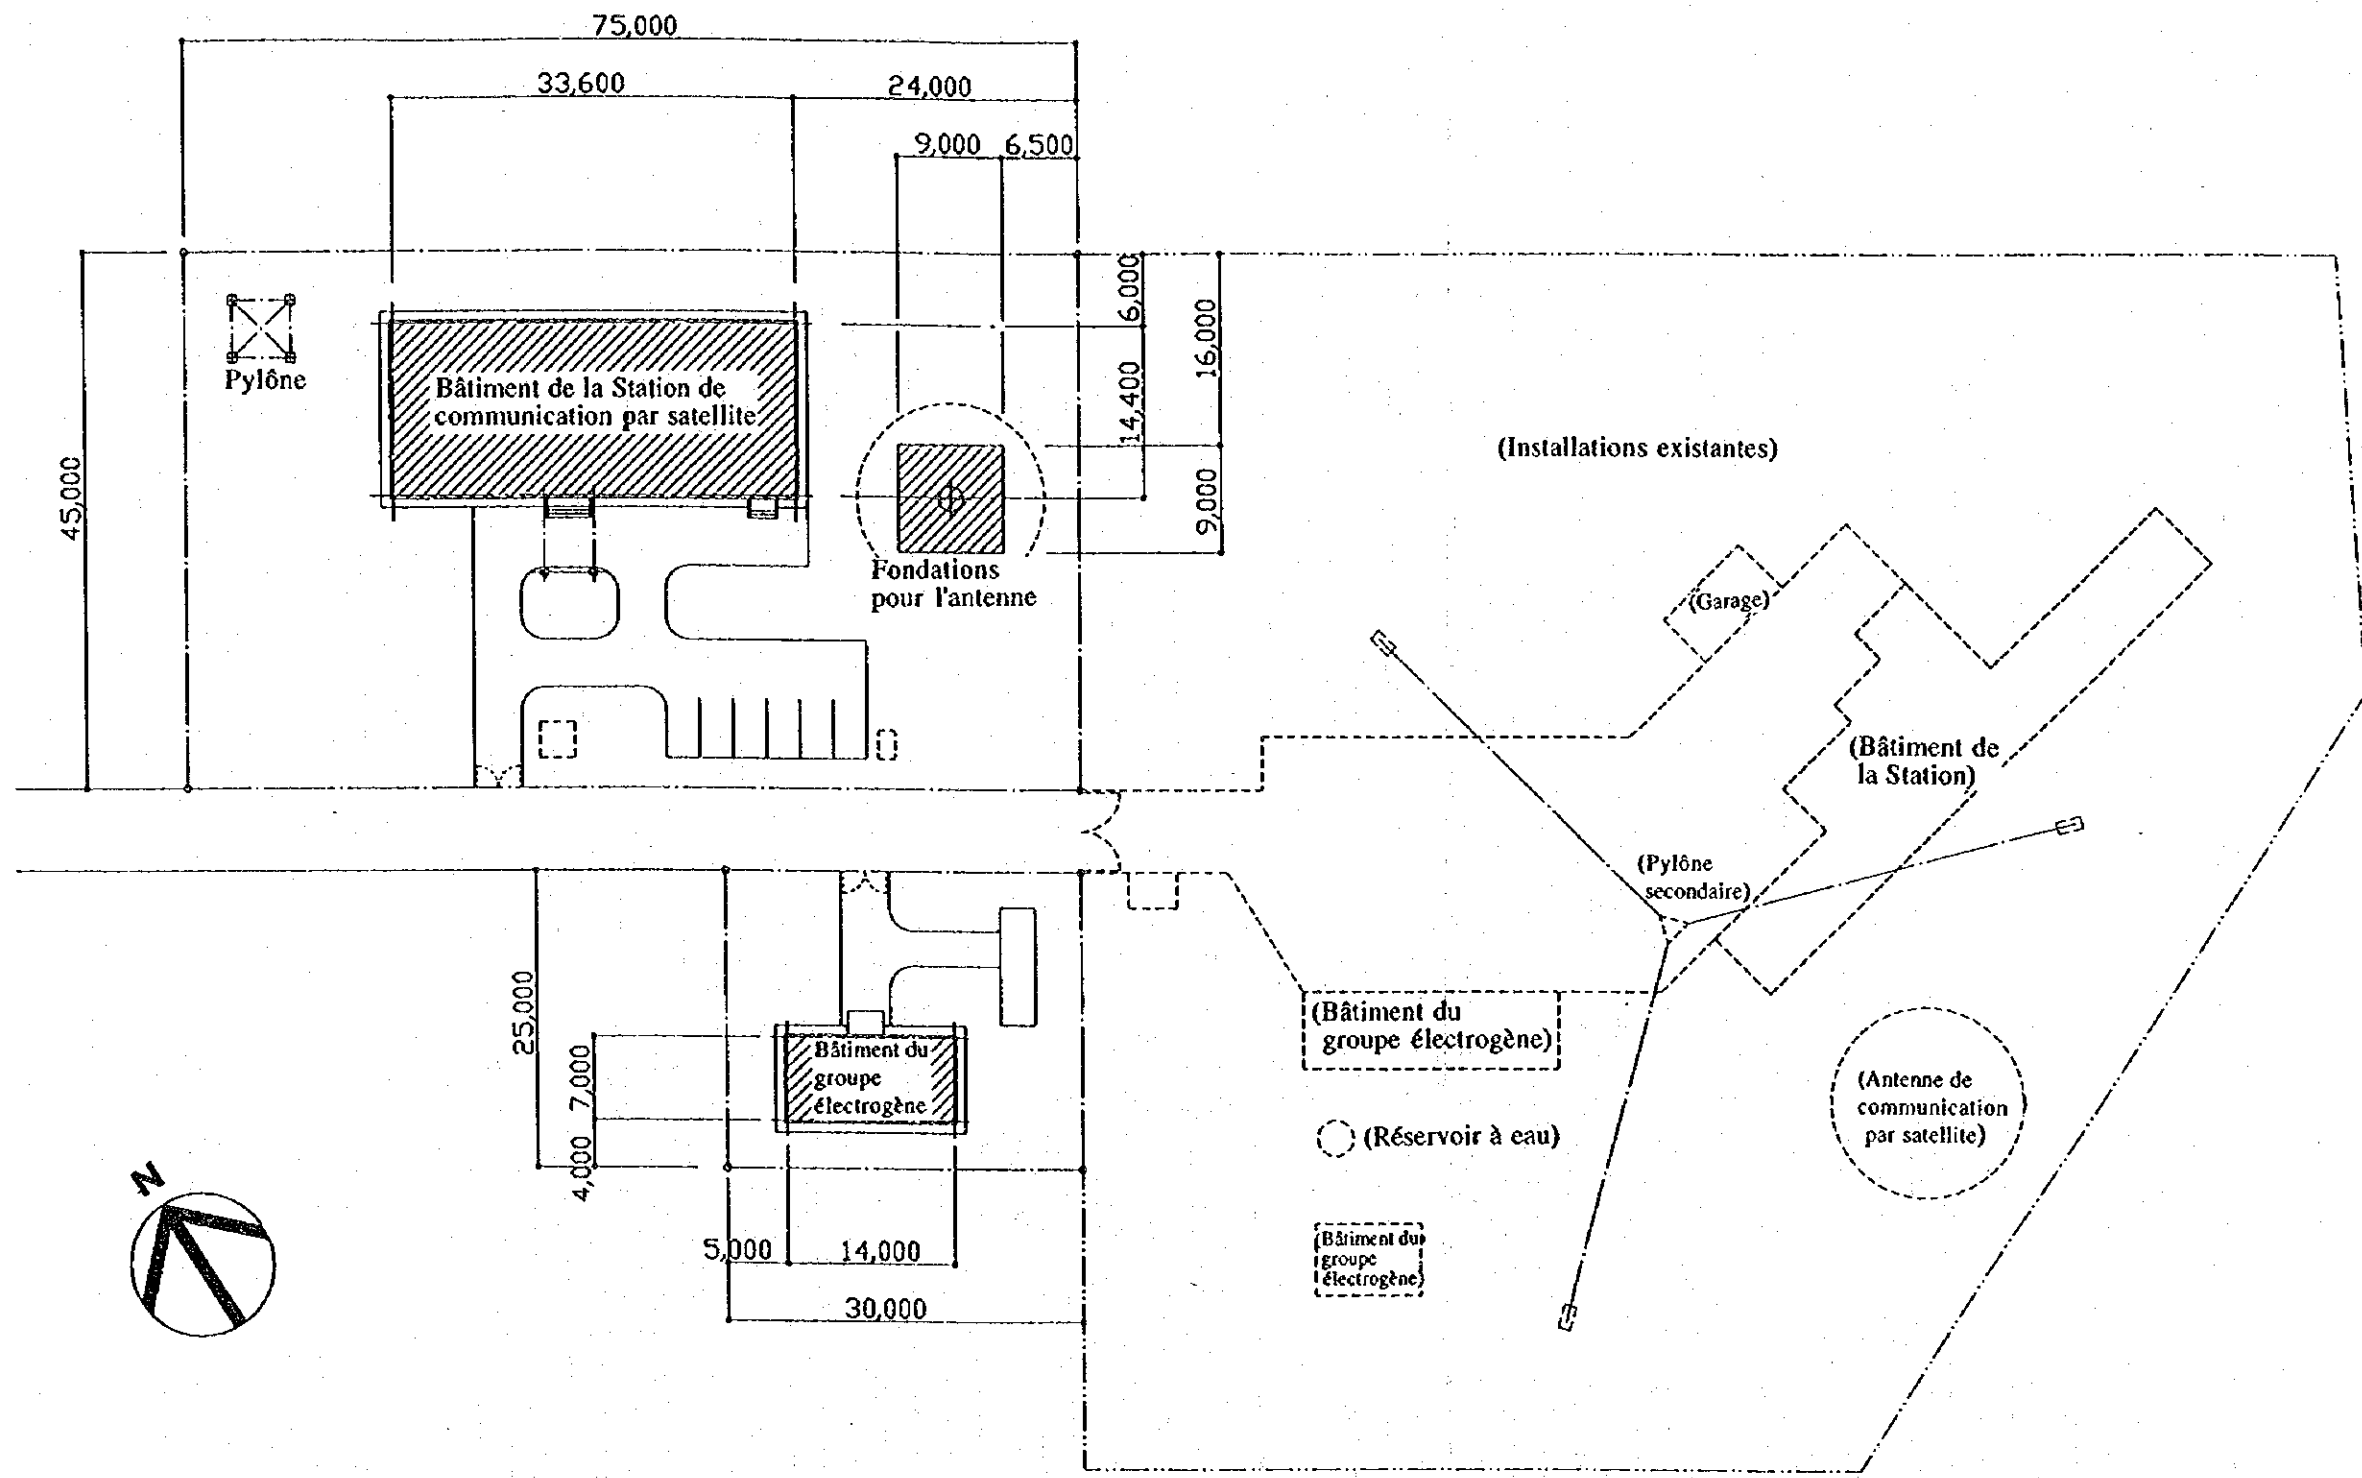 75,000
33,600
24,000
9,000
6,500
6,000
16,000
14,400
9,000
45,000
Pylône
Bâtiment de la Station de
communication par satellite
Fondations
pour l'antenne
(Installations existantes)
(Garage)
(Bâtiment de
la Station)
(Pylône
secondaire)
25,000
7,000
4,000
Bâtiment du
groupe
électrogène
5,000
14,000
30,000
(Bâtiment du
groupe électrogène)
(Réservoir à eau)
(Bâtiment du
groupe
électrogène)
(Antenne de
communication
par satellite)
N